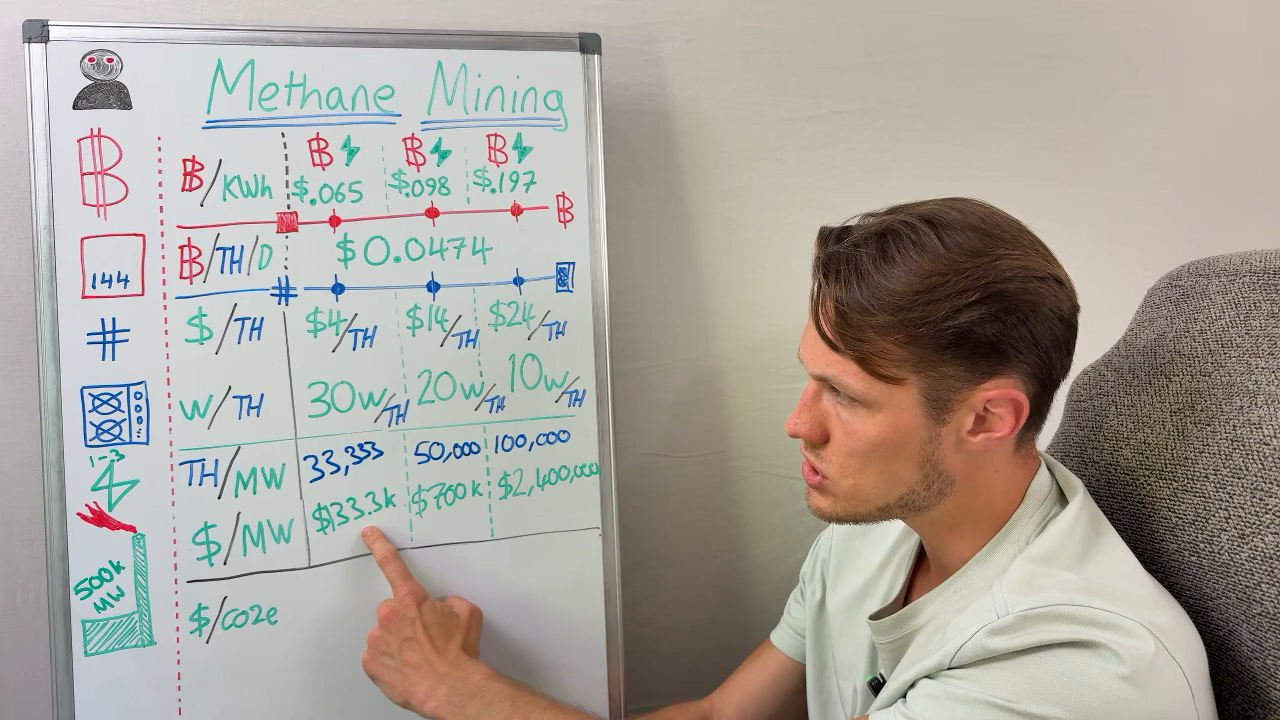 Methane Mining
฿ ฿ ฿
฿/KWh $.065 $.098 $.197
฿
144
฿/TH/D $0.0474
#
#
$/TH $4/TH $14/TH $24/TH
W/TH 30W/TH 20W/TH 10W/TH
1-3
TH/MW 33,333 50,000 100,000
$/MW $133.3k $700k $2,400,000
500k
MW
$/CO2e